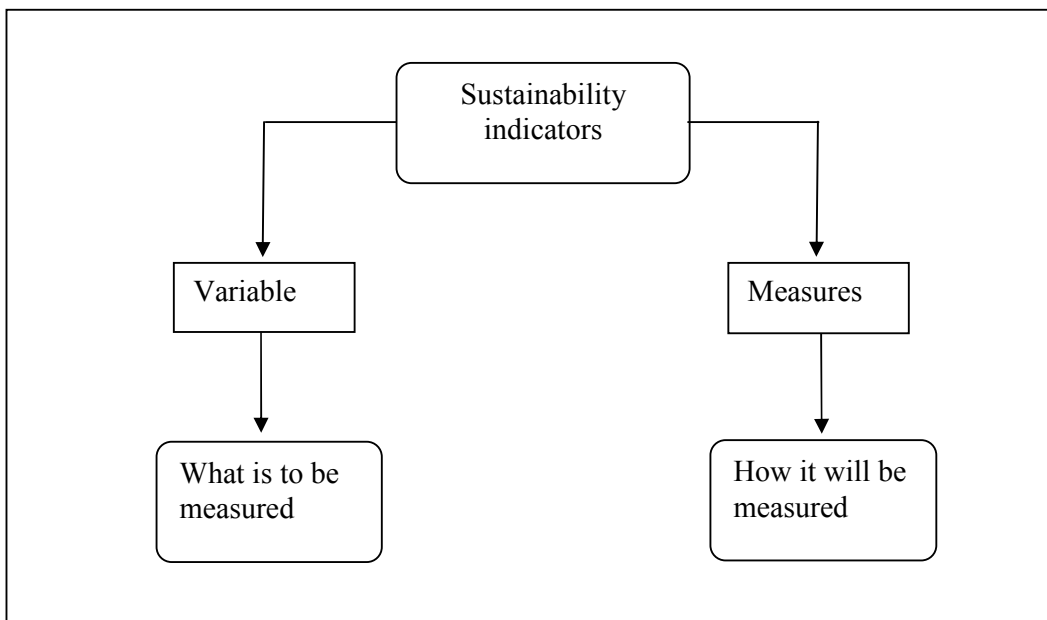 Sustainability
indicators
Variable
Measures
What is to be
measured
How it will be
measured